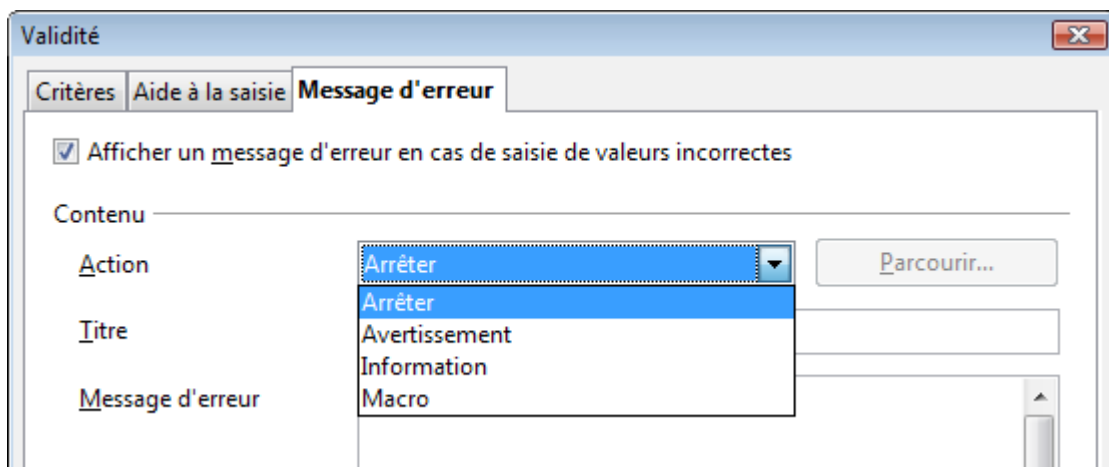 Validité
Critères Aide à la saisie Message d'erreur
Afficher un message d'erreur en cas de saisie de valeurs incorrectes
Contenu
Action Arrêter Parcourir...
Arrêter
Titre Avertissement
Information
Message d'erreur Macro